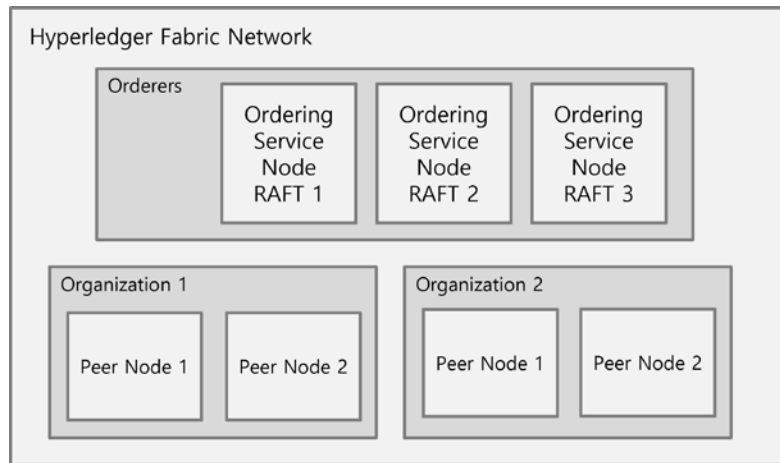 Hyperledger Fabric Network
Orderers
Ordering
Service
Node
RAFT 1
Ordering
Service
Node
RAFT 2
Ordering
Service
Node
RAFT 3
Organization 1
Peer Node 1
Peer Node 2
Organization 2
Peer Node 1
Peer Node 2